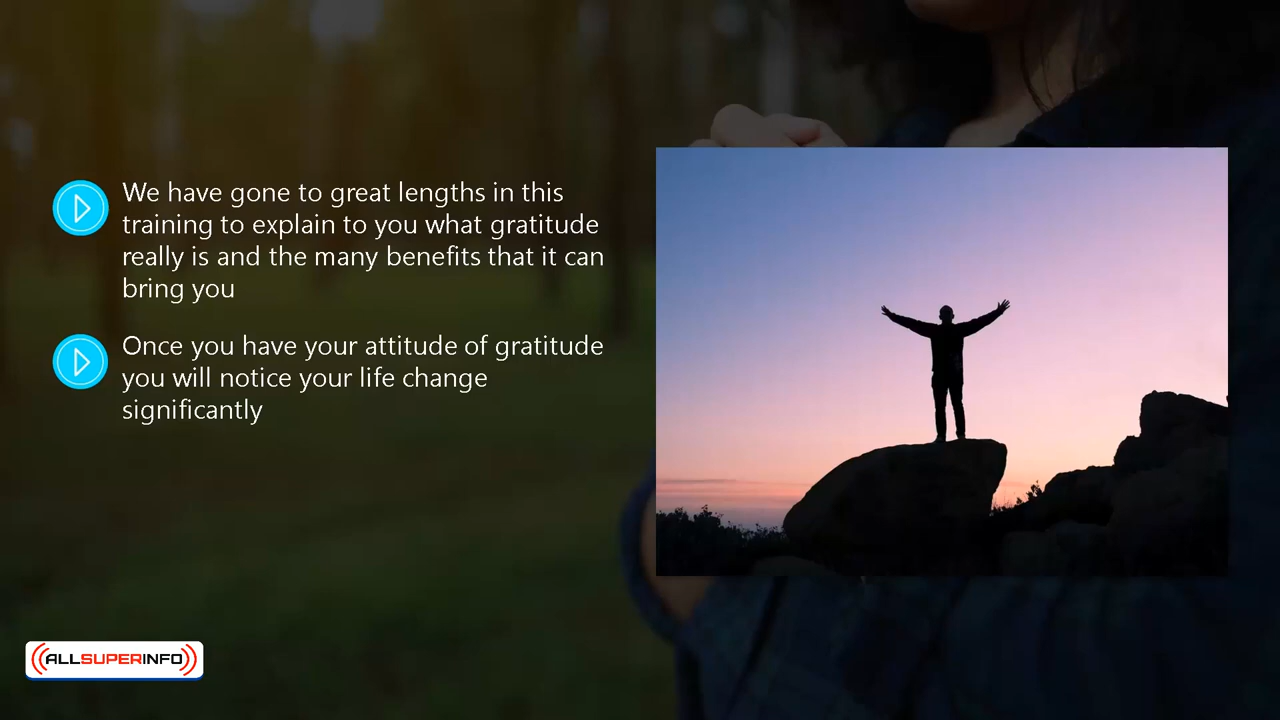 We have gone to great lengths in this
training to explain to you what gratitude
really is and the many benefits that it can
bring you
Once you have your attitude of gratitude
you will notice your life change
significantly
ALLSUPERINFO